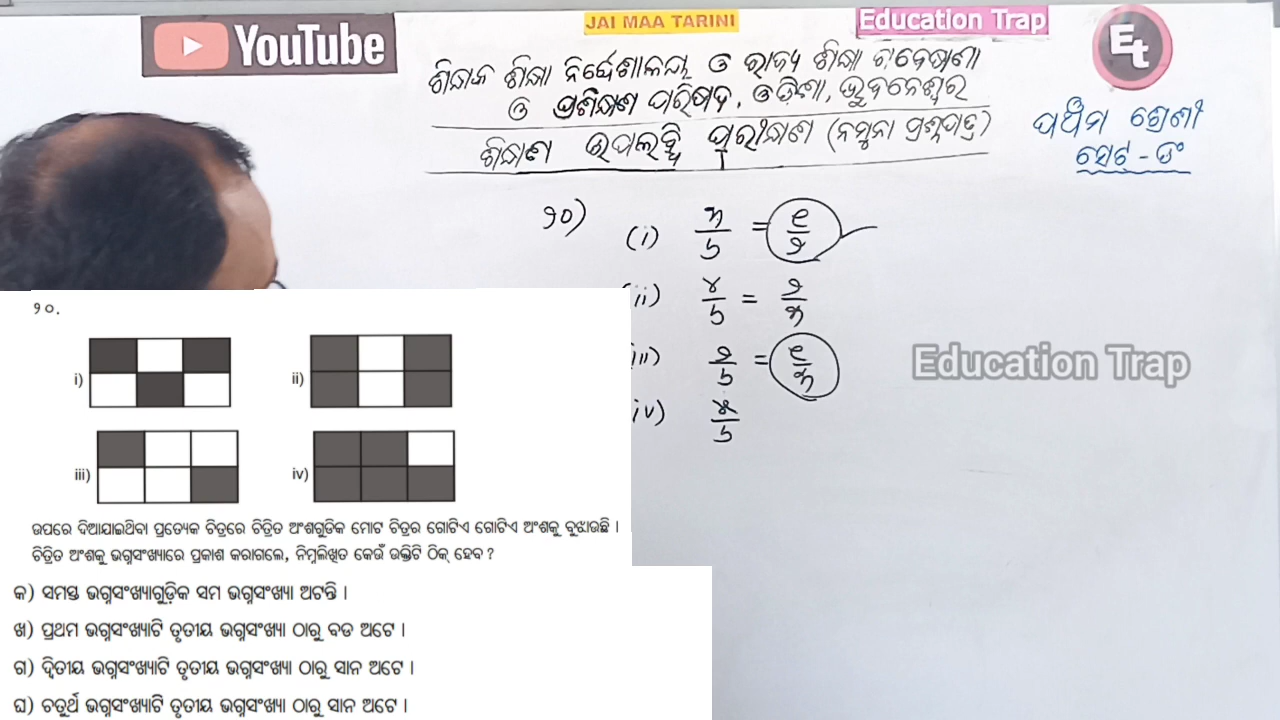 YouTube
JAI MAA TARINI
Education Trap
Et
ଶିକ୍ଷକ ଶିକ୍ଷା ନିର୍ଦ୍ଦେଶାଳୟ ଓ ରାଜ୍ୟ ଶିକ୍ଷା ଗବେଷଣା
ଓ ପ୍ରଶିକ୍ଷଣ ପରିଷଦ, ଓଡ଼ିଶା, ଭୁବନେଶ୍ୱର
ଶିକ୍ଷଣ ଉପଲବ୍ଧି ପରୀକ୍ଷଣ (ନମୁନା ପ୍ରଶ୍ନପତ୍ର)
ପଞ୍ଚମ ଶ୍ରେଣୀ
ସେଟ -
୨୦)
(i) ୩/୬ = ୧/୨
(ii) ୪/୬ = ୨/୩
(iii) ୨/୬ = ୧/୩
(iv) ୫/୬
Education Trap
୨୦.
i)
ii)
iii)
iv)
ଉପରେ ଦିଆଯାଇଥିବା ପ୍ରତ୍ୟେକ ଚିତ୍ରରେ ଚିତ୍ରିତ ଅଂଶଗୁଡିକ ମୋଟ ଚିତ୍ରର ଗୋଟିଏ ଗୋଟିଏ ଅଂଶକୁ ବୁଝାଉଛି ।
ଚିତ୍ରିତ ଅଂଶକୁ ଭଗ୍ନସଂଖ୍ୟାରେ ପ୍ରକାଶ କରାଗଲେ, ନିମ୍ନଲିଖିତ କେଉଁ ଉକ୍ତିଟି ଠିକ୍ ହେବ ?
କ) ସମସ୍ତ ଭଗ୍ନସଂଖ୍ୟାଗୁଡ଼ିକ ସମ ଭଗ୍ନସଂଖ୍ୟା ଅଟନ୍ତି ।
ଖ) ପ୍ରଥମ ଭଗ୍ନସଂଖ୍ୟାଟି ତୃତୀୟ ଭଗ୍ନସଂଖ୍ୟା ଠାରୁ ବଡ ଅଟେ ।
ଗ) ଦ୍ୱିତୀୟ ଭଗ୍ନସଂଖ୍ୟାଟି ତୃତୀୟ ଭଗ୍ନସଂଖ୍ୟା ଠାରୁ ସାନ ଅଟେ ।
ଘ) ଚତୁର୍ଥ ଭଗ୍ନସଂଖ୍ୟାଟି ତୃତୀୟ ଭଗ୍ନସଂଖ୍ୟା ଠାରୁ ସାନ ଅଟେ ।